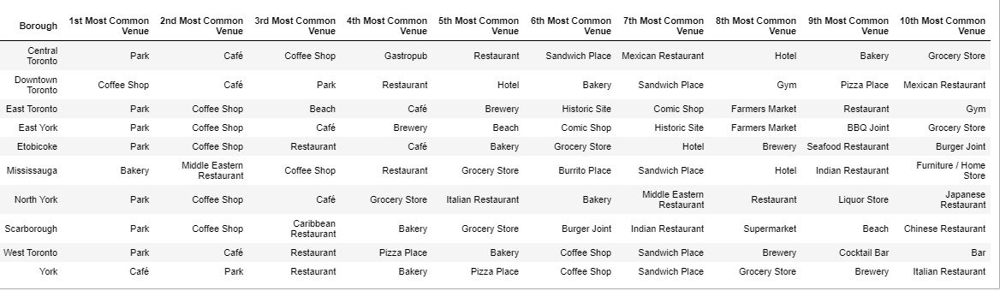 Borough 1st Most Common Venue 2nd Most Common Venue 3rd Most Common Venue 4th Most Common Venue 5th Most Common Venue 6th Most Common Venue 7th Most Common Venue 8th Most Common Venue 9th Most Common Venue 10th Most Common Venue
Central Toronto Park Café Coffee Shop Gastropub Restaurant Sandwich Place Mexican Restaurant Hotel Bakery Grocery Store
Downtown Toronto Coffee Shop Café Park Restaurant Hotel Bakery Sandwich Place Gym Pizza Place Mexican Restaurant
East Toronto Park Coffee Shop Beach Café Brewery Historic Site Comic Shop Farmers Market Restaurant Gym
East York Park Coffee Shop Café Brewery Beach Comic Shop Historic Site Farmers Market BBQ Joint Grocery Store
Etobicoke Park Coffee Shop Restaurant Café Bakery Grocery Store Hotel Brewery Seafood Restaurant Burger Joint
Mississauga Bakery Middle Eastern Restaurant Coffee Shop Restaurant Grocery Store Burrito Place Sandwich Place Hotel Indian Restaurant Furniture / Home Store
North York Park Coffee Shop Café Grocery Store Italian Restaurant Bakery Middle Eastern Restaurant Restaurant Liquor Store Japanese Restaurant
Scarborough Park Coffee Shop Caribbean Restaurant Bakery Grocery Store Burger Joint Indian Restaurant Supermarket Beach Chinese Restaurant
West Toronto Park Café Restaurant Pizza Place Bakery Coffee Shop Sandwich Place Brewery Cocktail Bar Bar
York Café Park Restaurant Bakery Pizza Place Coffee Shop Sandwich Place Grocery Store Brewery Italian Restaurant